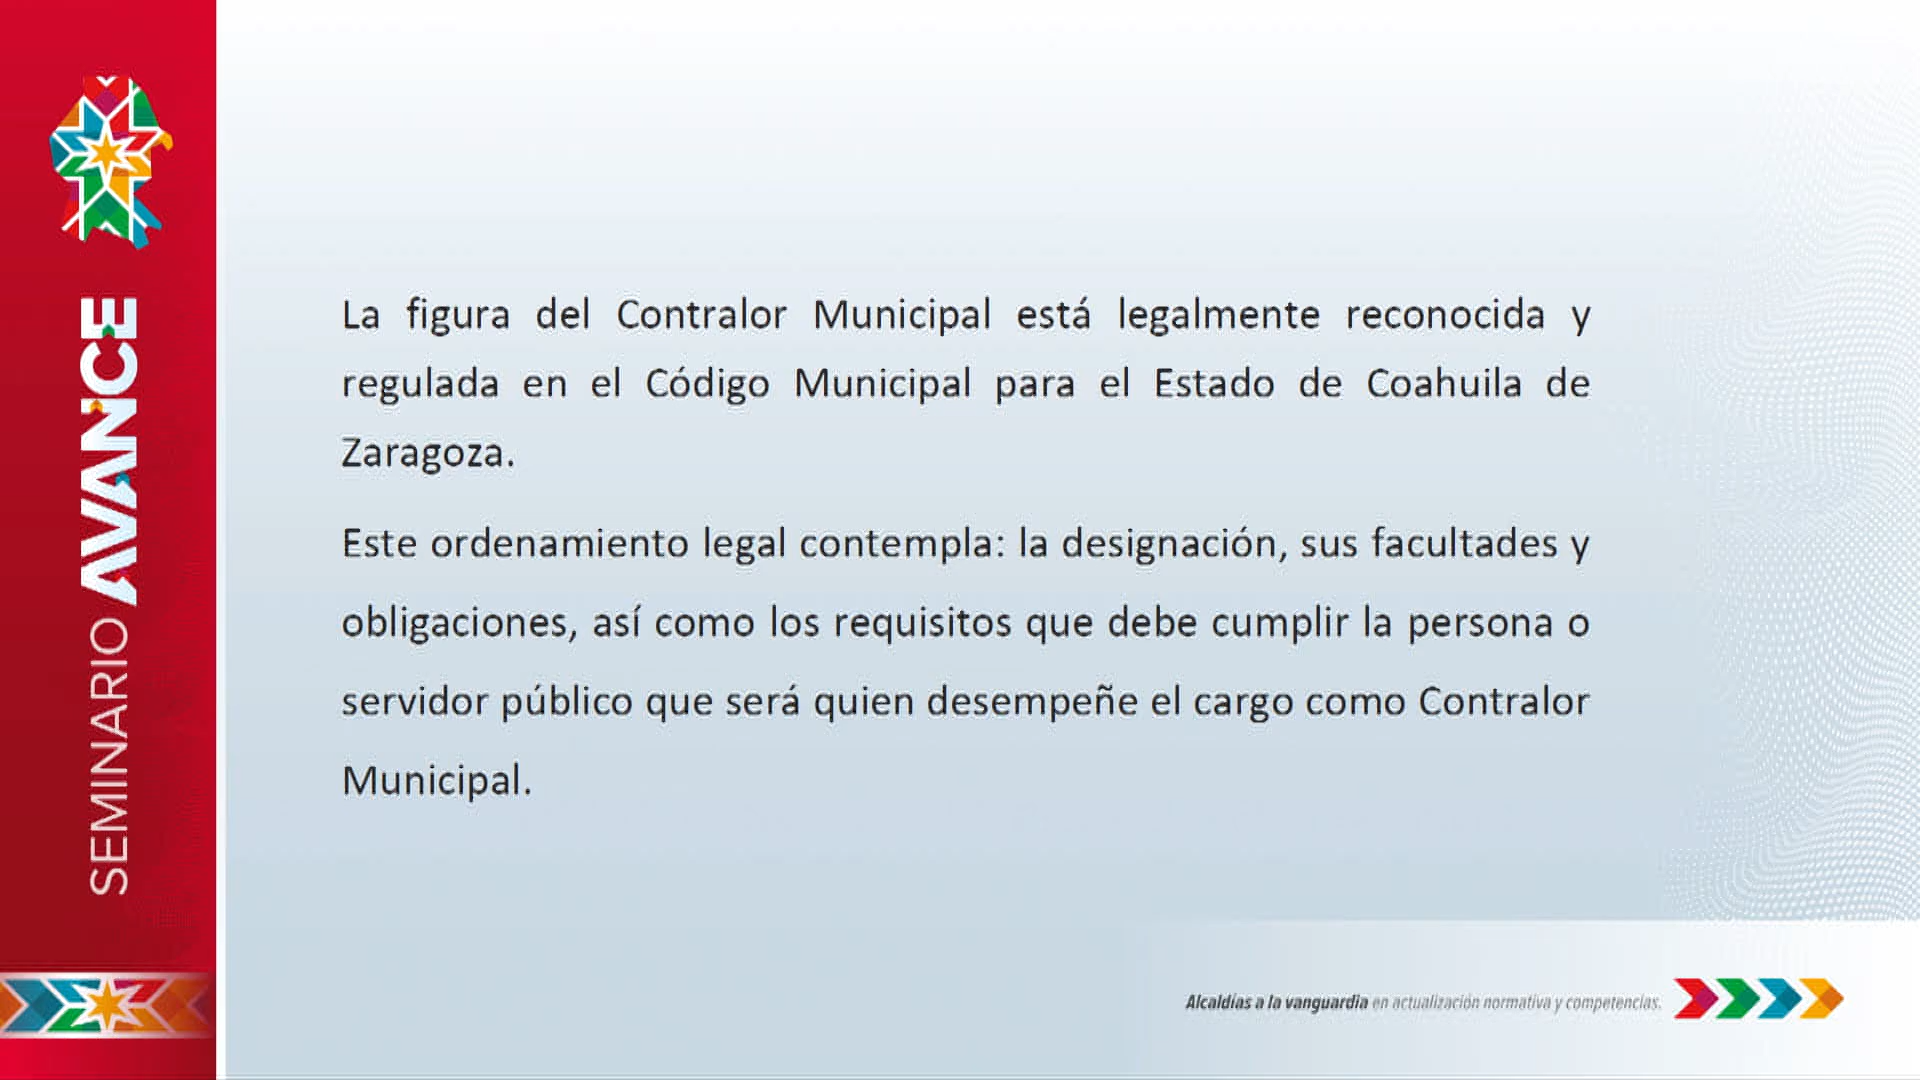 SEMINARIO AVANCE
La figura del Contralor Municipal está legalmente reconocida y
regulada en el Código Municipal para el Estado de Coahuila de
Zaragoza.
Este ordenamiento legal contempla: la designación, sus facultades y
obligaciones, así como los requisitos que debe cumplir la persona o
servidor público que será quien desempeñe el cargo como Contralor
Municipal.
Alcaldías a la vanguardia en actualización normativa y competencias.